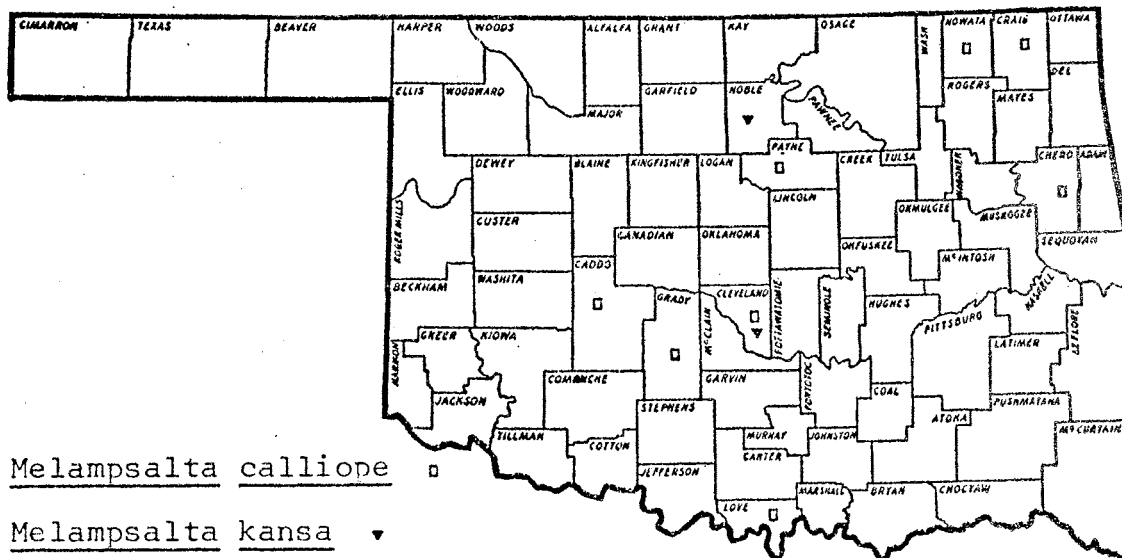 CIMARRON TEXAS BEAVER HARPER WOODS ALFALFA GRANT KAY OSAGE WASH NOWATA CRAIG OTTAWA
ELLIS WOODWARD MAJOR GARFIELD NOBLE PAWNEE ROGERS MAYES DEL
DEWEY BLAINE KINGFISHER LOGAN PAYNE CREEK TULSA WAGONER CHERO ADAIR
ROGER MILLS CUSTER CANADIAN OKLAHOMA LINCOLN OKMULGEE MUSKOGEE SEQUOYAH
BECKHAM WASHITA CADDO GRADY McCLAIN CLEVELAND POTTAWATOMIE SEMINOLE OKFUSKEE HUGHES McINTOSH PITTSBURG HASKELL LE FLORE
HARMON GREER KIOWA COMANCHE GARVIN PONTOTOC COAL LATIMER
JACKSON STEPHENS MURRAY JOHNSTON ATOKA PUSHMATAHA McCURTAIN
TILLMAN COTTON JEFFERSON CARTER LOVE MARSHALL BRYAN CHOCTAW
Melampsalta calliope
Melampsalta kansa